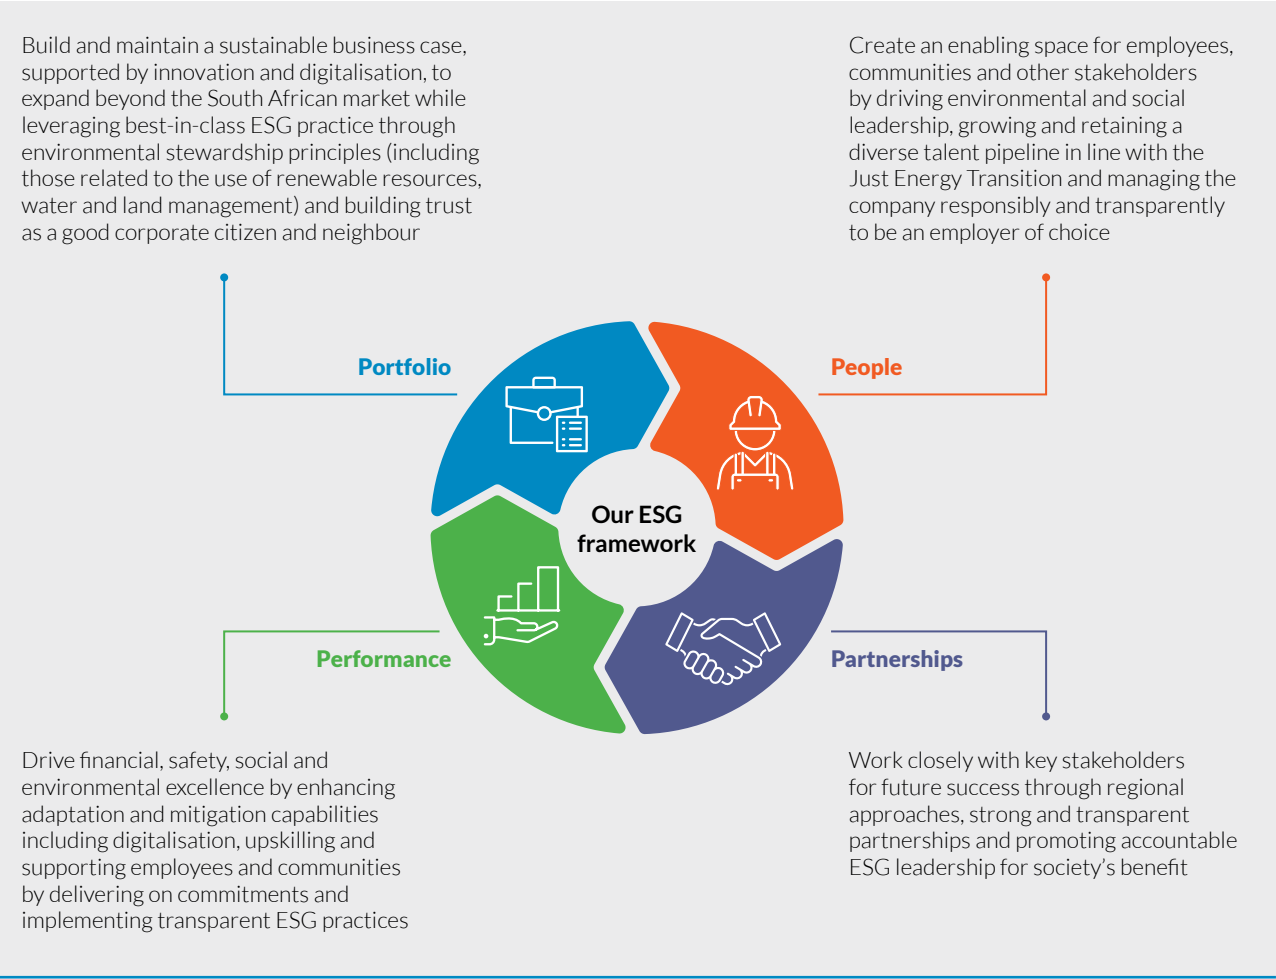 Build and maintain a sustainable business case,
supported by innovation and digitalisation, to
expand beyond the South African market while
leveraging best-in-class ESG practice through
environmental stewardship principles (including
those related to the use of renewable resources,
water and land management) and building trust
as a good corporate citizen and neighbour
Create an enabling space for employees,
communities and other stakeholders
by driving environmental and social
leadership, growing and retaining a
diverse talent pipeline in line with the
Just Energy Transition and managing the
company responsibly and transparently
to be an employer of choice
Portfolio
People
Our ESG
framework
Performance
Partnerships
Drive financial, safety, social and
environmental excellence by enhancing
adaptation and mitigation capabilities
including digitalisation, upskilling and
supporting employees and communities
by delivering on commitments and
implementing transparent ESG practices
Work closely with key stakeholders
for future success through regional
approaches, strong and transparent
partnerships and promoting accountable
ESG leadership for society’s benefit